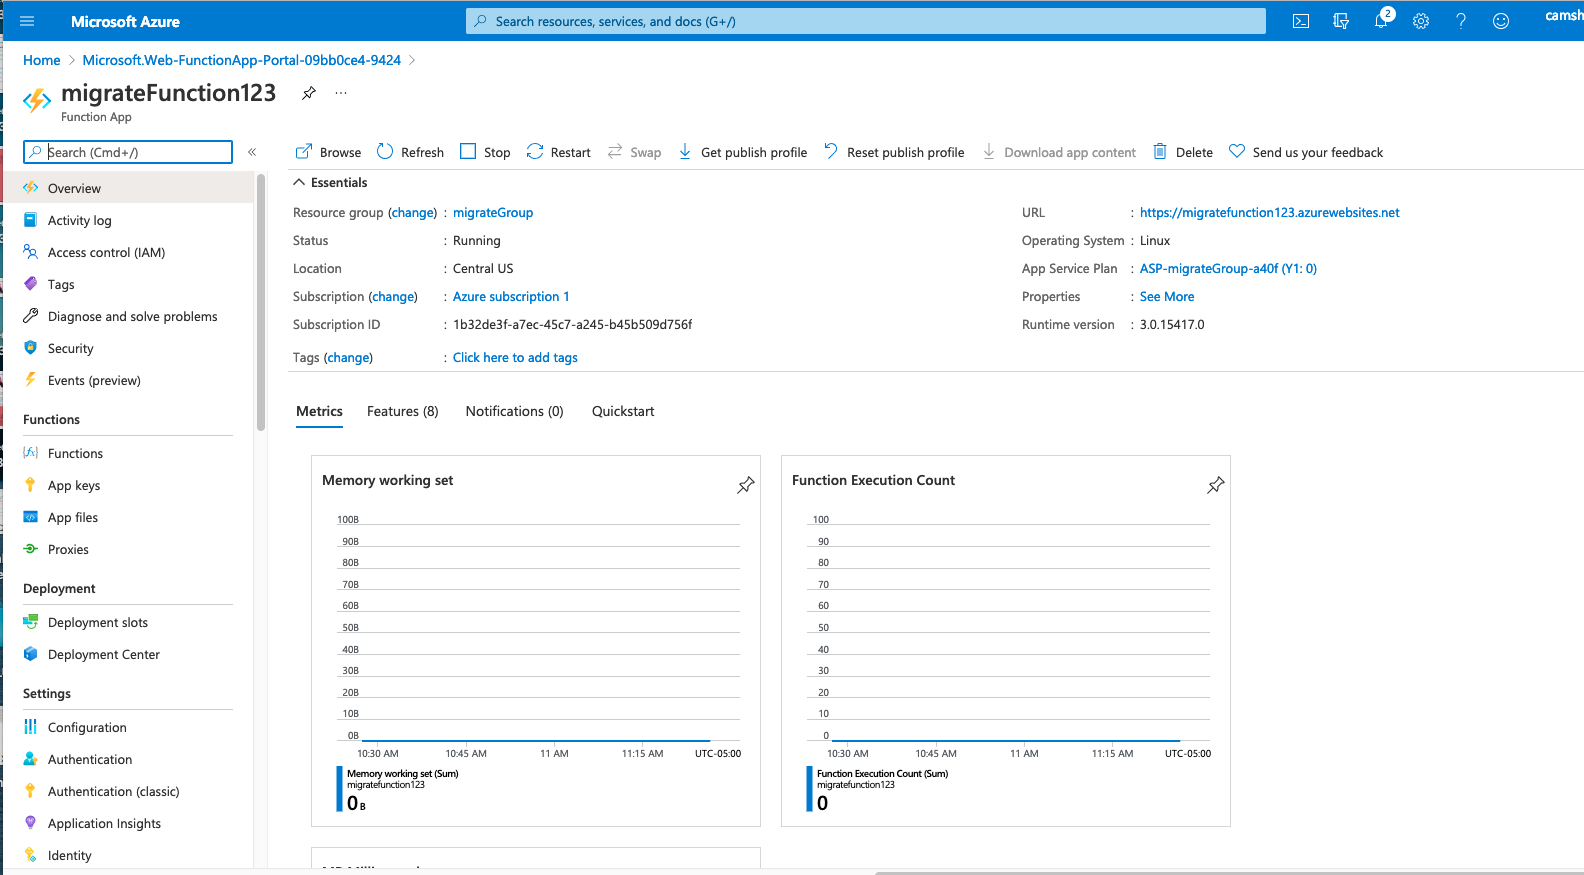 Microsoft Azure
Search resources, services, and docs (G+/)
2
camsh
Home > Microsoft.Web-FunctionApp-Portal-09bb0ce4-9424 >
migrateFunction123
...
Function App
Search (Cmd+/)
«
Browse
Refresh
Stop
Restart
Swap
Get publish profile
Reset publish profile
Download app content
Delete
Send us your feedback
Overview
Activity log
Access control (IAM)
Tags
Diagnose and solve problems
Security
Events (preview)
Functions
Functions
App keys
App files
Proxies
Deployment
Deployment slots
Deployment Center
Settings
Configuration
Authentication
Authentication (classic)
Application Insights
Identity
Essentials
Resource group (change) : migrateGroup
Status : Running
Location : Central US
Subscription (change) : Azure subscription 1
Subscription ID : 1b32de3f-a7ec-45c7-a245-b45b509d756f
Tags (change) : Click here to add tags
URL : https://migratefunction123.azurewebsites.net
Operating System : Linux
App Service Plan : ASP-migrateGroup-a40f (Y1: 0)
Properties : See More
Runtime version : 3.0.15417.0
Metrics
Features (8)
Notifications (0)
Quickstart
Memory working set
100B
90B
80B
70B
60B
50B
40B
30B
20B
10B
0B
10:30 AM 10:45 AM 11 AM 11:15 AM UTC-05:00
Memory working set (Sum)
migratefunction123
0 B
Function Execution Count
100
90
80
70
60
50
40
30
20
10
0
10:30 AM 10:45 AM 11 AM 11:15 AM UTC-05:00
Function Execution Count (Sum)
migratefunction123
0